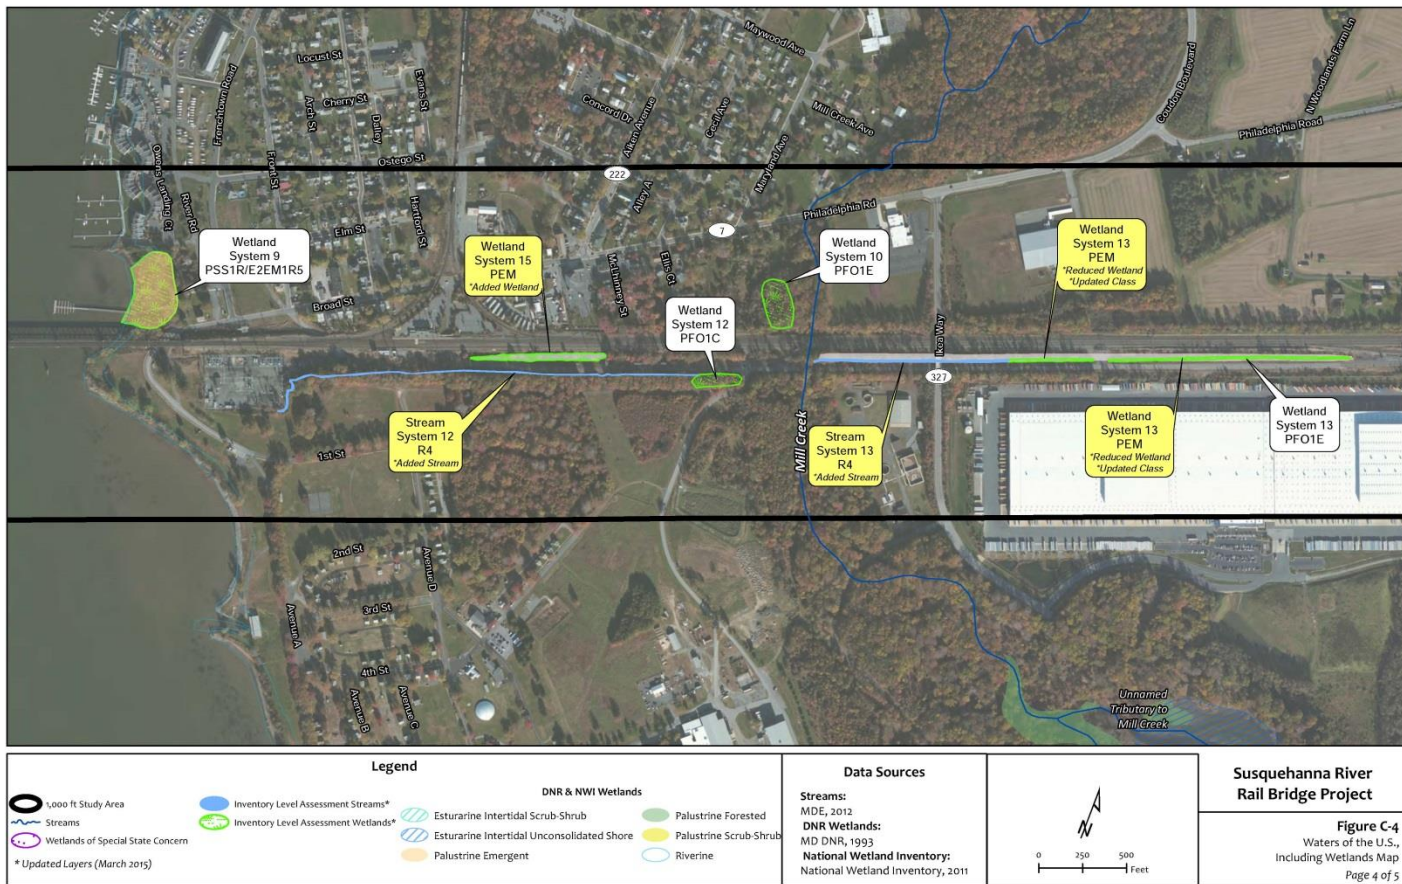 Maywood Ave
Locust St
Evans St
Frenchtown Road
Arch St
Cherry St
Dalley
Concord Dr
Aiken Avenue
Cecil Ave
Mill Creek Ave
Coudon Boulevard
N Woodlands Farm Ln
Philadelphia Road
Ostego St
Front St
Owens Landing Ct
River Rd
222
Alley A
Maryland Ave
Philadelphia Rd
7
Elm St
Hartford St
Broad St
McLhinney St
Ellis Ct
Wetland
System 9
PSS1R/E2EM1R5
Wetland
System 15
PEM
*Added Wetland
Wetland
System 12
PFO1C
Wetland
System 10
PFO1E
Wetland
System 13
PEM
*Reduced Wetland
*Updated Class
Ikea Way
327
Stream
System 12
R4
*Added Stream
Mill Creek
Stream
System 13
R4
*Added Stream
Wetland
System 13
PEM
*Reduced Wetland
*Updated Class
Wetland
System 13
PFO1E
1st St
2nd St
Avenue D
3rd St
Avenue A
4th St
Avenue B
Avenue C
Unnamed
Tributary to
Mill Creek
Legend
1,000 ft Study Area
Streams
Wetlands of Special State Concern
* Updated Layers (March 2015)
Inventory Level Assessment Streams*
Inventory Level Assessment Wetlands*
DNR & NWI Wetlands
Esturarine Intertidal Scrub-Shrub
Esturarine Intertidal Unconsolidated Shore
Palustrine Emergent
Palustrine Forested
Palustrine Scrub-Shrub
Riverine
Data Sources
Streams:
MDE, 2012
DNR Wetlands:
MD DNR, 1993
National Wetland Inventory:
National Wetland Inventory, 2011
N
0 250 500
Feet
Susquehanna River
Rail Bridge Project
Figure C-4
Waters of the U.S.,
Including Wetlands Map
Page 4 of 5